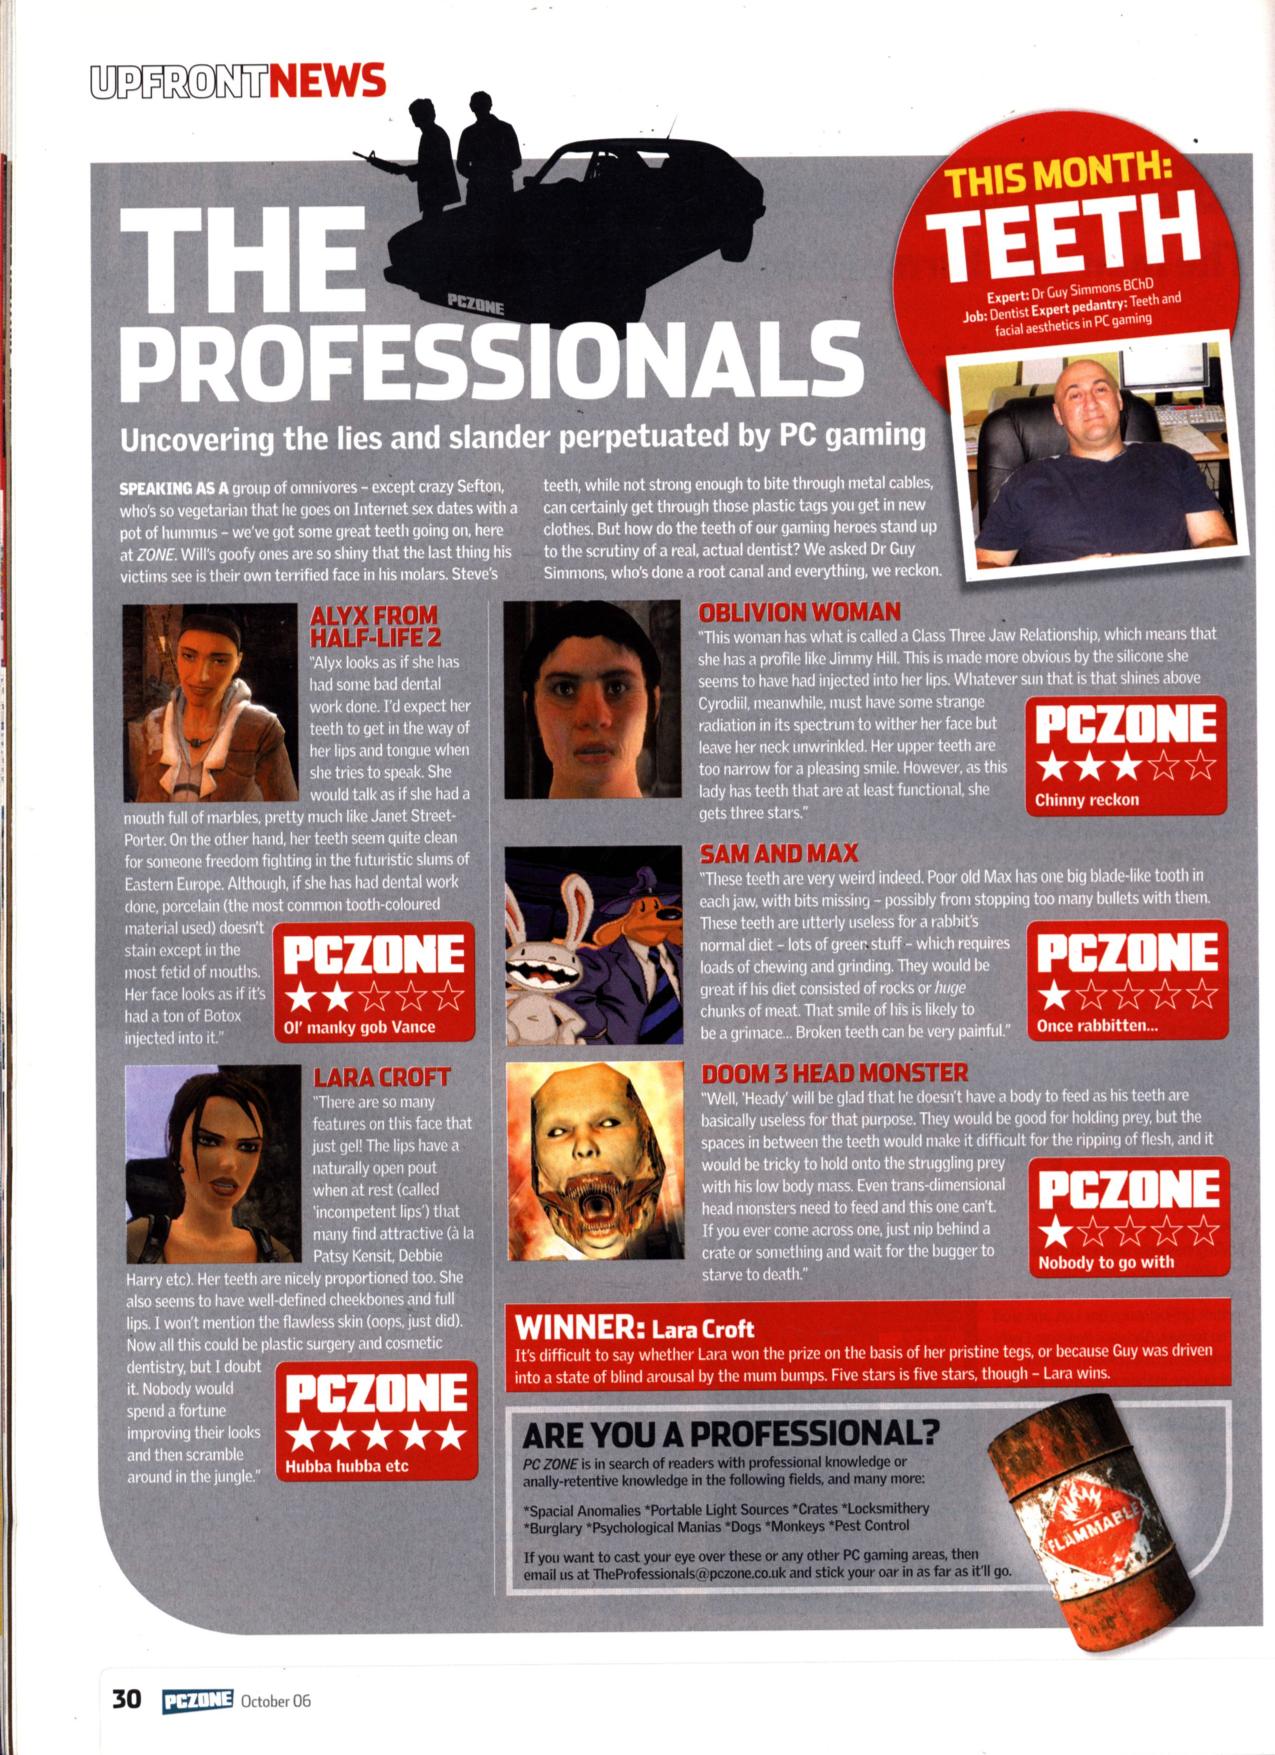 UPFRONTNEWS
THE
PROFESSIONALS
PCZONE
Uncovering the lies and slander perpetuated by PC gaming
THIS MONTH:
TEETH
Expert: Dr Guy Simmons BChD
Job: Dentist Expert pedantry: Teeth and
facial aesthetics in PC gaming
SPEAKING AS A group of omnivores – except crazy Sefton,
who's so vegetarian that he goes on Internet sex dates with a
pot of hummus – we've got some great teeth going on, here
at ZONE. Will's goofy ones are so shiny that the last thing his
victims see is their own terrified face in his molars. Steve's
teeth, while not strong enough to bite through metal cables,
can certainly get through those plastic tags you get in new
clothes. But how do the teeth of our gaming heroes stand up
to the scrutiny of a real, actual dentist? We asked Dr Guy
Simmons, who's done a root canal and everything, we reckon.
ALYX FROM
HALF-LIFE 2
"Alyx looks as if she has
had some bad dental
work done. I'd expect her
teeth to get in the way of
her lips and tongue when
she tries to speak. She
would talk as if she had a
mouth full of marbles, pretty much like Janet Street-
Porter. On the other hand, her teeth seem quite clean
for someone freedom fighting in the futuristic slums of
Eastern Europe. Although, if she has had dental work
done, porcelain (the most common tooth-coloured
material used) doesn't
stain except in the
most fetid of mouths.
Her face looks as if it's
had a ton of Botox
injected into it."
PCZONE
Ol' manky gob Vance
LARA CROFT
"There are so many
features on this face that
just gel! The lips have a
naturally open pout
when at rest (called
'incompetent lips') that
many find attractive (à la
Patsy Kensit, Debbie
Harry etc). Her teeth are nicely proportioned too. She
also seems to have well-defined cheekbones and full
lips. I won't mention the flawless skin (oops, just did).
Now all this could be plastic surgery and cosmetic
dentistry, but I doubt
it. Nobody would
spend a fortune
improving their looks
and then scramble
around in the jungle."
PCZONE
Hubba hubba etc
OBLIVION WOMAN
"This woman has what is called a Class Three Jaw Relationship, which means that
she has a profile like Jimmy Hill. This is made more obvious by the silicone she
seems to have had injected into her lips. Whatever sun that is that shines above
Cyrodiil, meanwhile, must have some strange
radiation in its spectrum to wither her face but
leave her neck unwrinkled. Her upper teeth are
too narrow for a pleasing smile. However, as this
lady has teeth that are at least functional, she
gets three stars."
PCZONE
Chinny reckon
SAM AND MAX
"These teeth are very weird indeed. Poor old Max has one big blade-like tooth in
each jaw, with bits missing – possibly from stopping too many bullets with them.
These teeth are utterly useless for a rabbit's
normal diet – lots of green stuff – which requires
loads of chewing and grinding. They would be
great if his diet consisted of rocks or huge
chunks of meat. That smile of his is likely to
be a grimace... Broken teeth can be very painful."
PCZONE
Once rabbitten...
DOOM 3 HEAD MONSTER
"Well, 'Heady' will be glad that he doesn't have a body to feed as his teeth are
basically useless for that purpose. They would be good for holding prey, but the
spaces in between the teeth would make it difficult for the ripping of flesh, and it
would be tricky to hold onto the struggling prey
with his low body mass. Even trans-dimensional
head monsters need to feed and this one can't.
If you ever come across one, just nip behind a
crate or something and wait for the bugger to
starve to death."
PCZONE
Nobody to go with
WINNER: Lara Croft
It's difficult to say whether Lara won the prize on the basis of her pristine tegs, or because Guy was driven
into a state of blind arousal by the mum bumps. Five stars is five stars, though – Lara wins.
ARE YOU A PROFESSIONAL?
PC ZONE is in search of readers with professional knowledge or
anally-retentive knowledge in the following fields, and many more:
*Spacial Anomalies *Portable Light Sources *Crates *Locksmithery
*Burglary *Psychological Manias *Dogs *Monkeys *Pest Control
If you want to cast your eye over these or any other PC gaming areas, then
email us at TheProfessionals@pczone.co.uk and stick your oar in as far as it'll go.
FLAMMABLE
30 PCZONE October 06